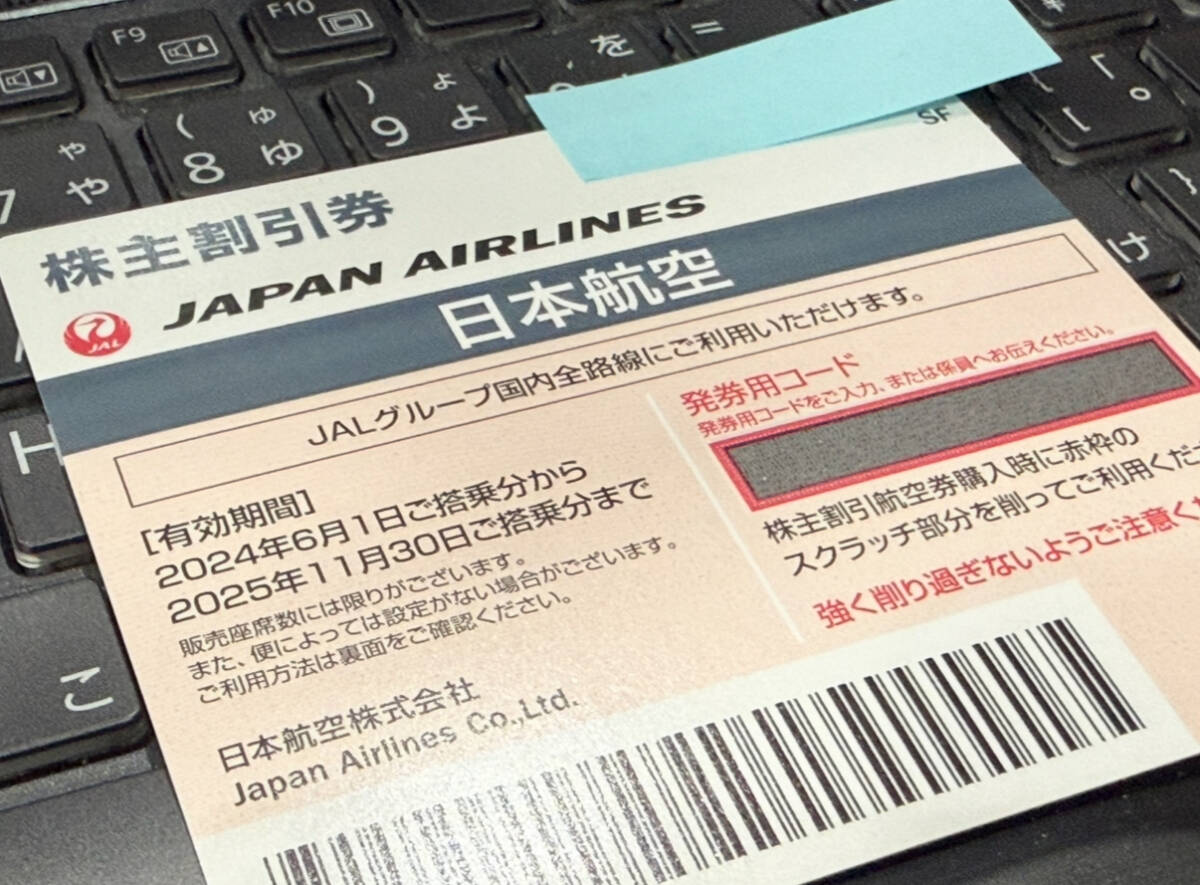 F9
F10
を
=
#
)
ょ
9
よ
「
[
。
(
ゅ
8
ゆ
ゃ
7
や
}
け
H
こ
SF
株主割引券
JAPAN AIRLINES
JAL
日本航空
JALグループ国内全路線にご利用いただけます。
[有効期間]
2024年6月1日ご搭乗分から
2025年11月30日ご搭乗分まで
販売座席数には限りがございます。
また、便によっては設定がない場合がございます。
ご利用方法は裏面をご確認ください。
日本航空株式会社
Japan Airlines Co.,Ltd.
発券用コード
発券用コードをご入力、または係員へお伝えください。
株主割引航空券購入時に赤枠の
スクラッチ部分を削ってご利用くださ
強く削り過ぎないようご注意くだ